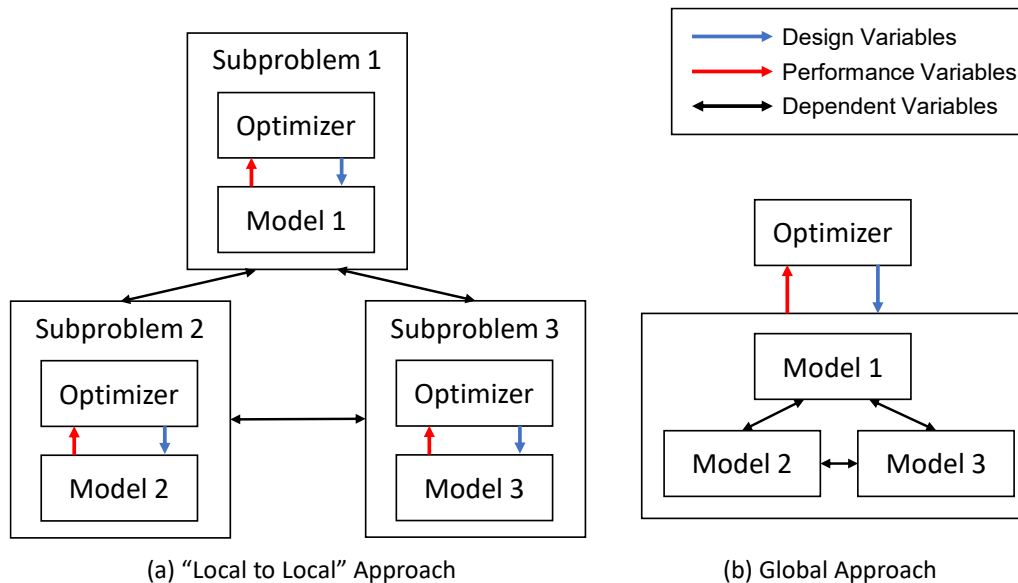 Subproblem 1
Optimizer
Model 1
Subproblem 2
Optimizer
Model 2
Subproblem 3
Optimizer
Model 3
(a) “Local to Local” Approach
Design Variables
Performance Variables
Dependent Variables
Optimizer
Model 1
Model 2
Model 3
(b) Global Approach